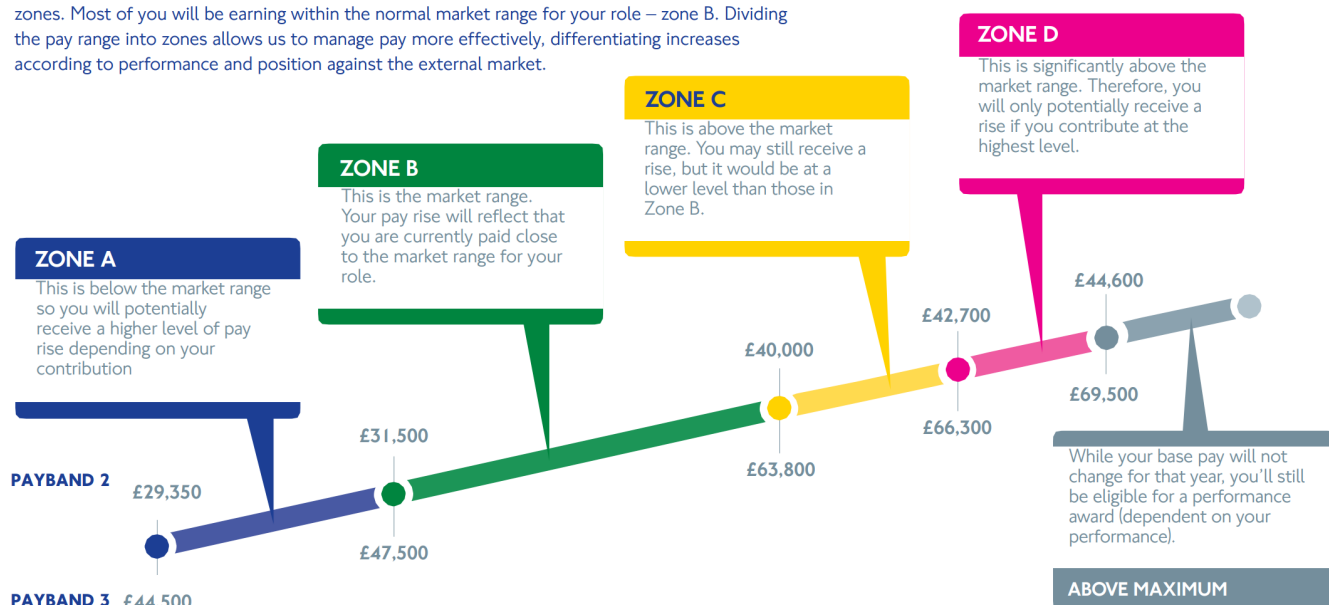 zones. Most of you will be earning within the normal market range for your role – zone B. Dividing
the pay range into zones allows us to manage pay more effectively, differentiating increases
according to performance and position against the external market.
ZONE A
This is below the market range
so you will potentially
receive a higher level of pay
rise depending on your
contribution
ZONE B
This is the market range.
Your pay rise will reflect that
you are currently paid close
to the market range for your
role.
ZONE C
This is above the market
range. You may still receive a
rise, but it would be at a
lower level than those in
Zone B.
ZONE D
This is significantly above the
market range. Therefore, you
will only potentially receive a
rise if you contribute at the
highest level.
PAYBAND 2
£29,350
£31,500
£40,000
£42,700
£44,600
PAYBAND 3
£44,500
£47,500
£63,800
£66,300
£69,500
While your base pay will not
change for that year, you’ll still
be eligible for a performance
award (dependent on your
performance).
ABOVE MAXIMUM